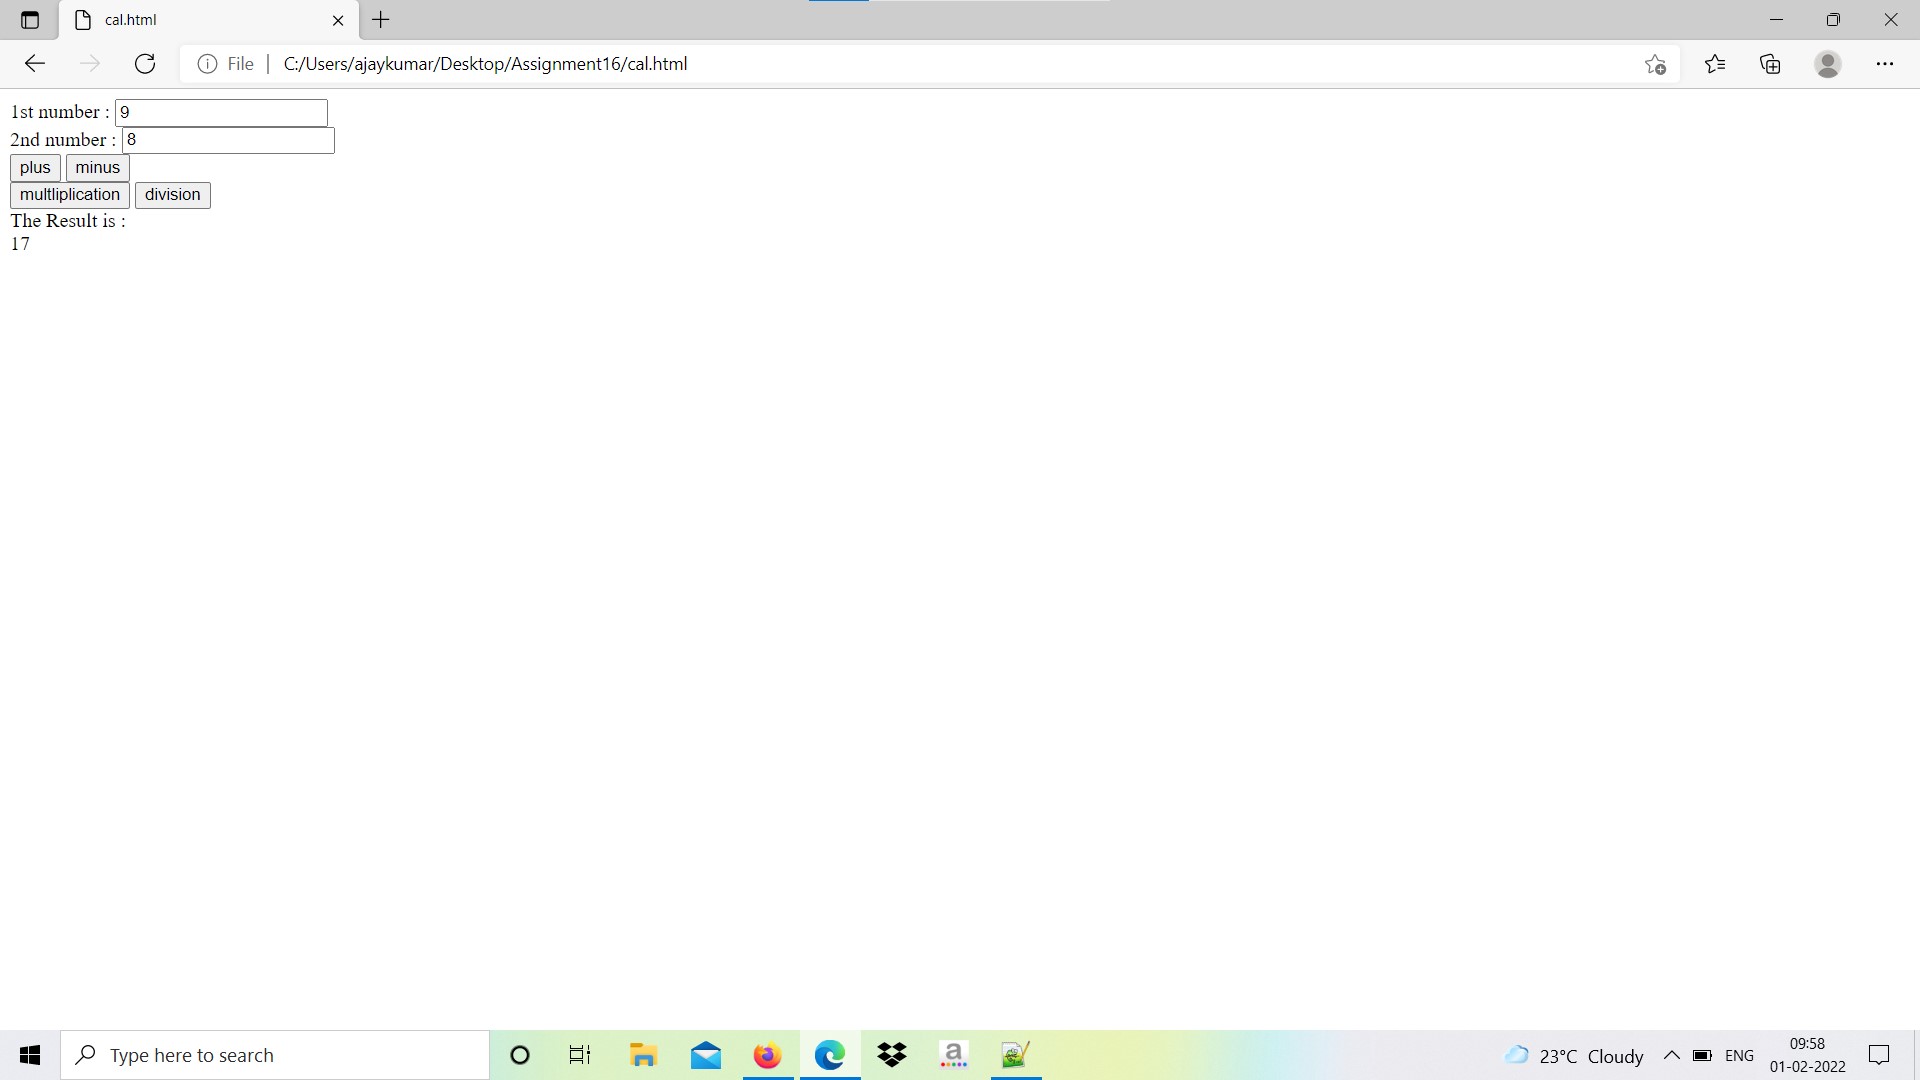 cal.html
File
C:/Users/ajaykumar/Desktop/Assignment16/cal.html
1st number : 9
2nd number : 8
plus minus
multliplication division
The Result is :
17
Type here to search
a
23°C Cloudy
ENG
09:58
01-02-2022